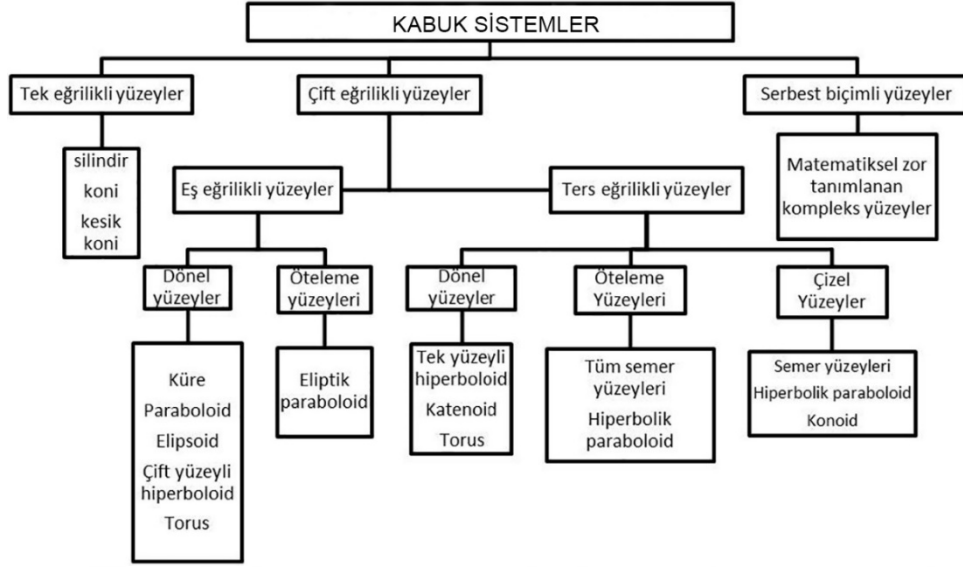 KABUK SİSTEMLER
Tek eğrilikli yüzeyler
Çift eğrilikli yüzeyler
Serbest biçimli yüzeyler
silindir
koni
kesik
koni
Matematiksel zor
tanımlanan
kompleks yüzeyler
Eş eğrilikli yüzeyler
Ters eğrilikli yüzeyler
Dönel
yüzeyler
Öteleme
yüzeyleri
Dönel
yüzeyler
Öteleme
Yüzeyleri
Çizel
Yüzeyler
Küre
Paraboloid
Elipsoid
Çift yüzeyli
hiperboloid
Torus
Eliptik
paraboloid
Tek yüzeyli
hiperboloid
Katenoid
Torus
Tüm semer
yüzeyleri
Hiperbolik
paraboloid
Semer yüzeyleri
Hiperbolik paraboloid
Konoid